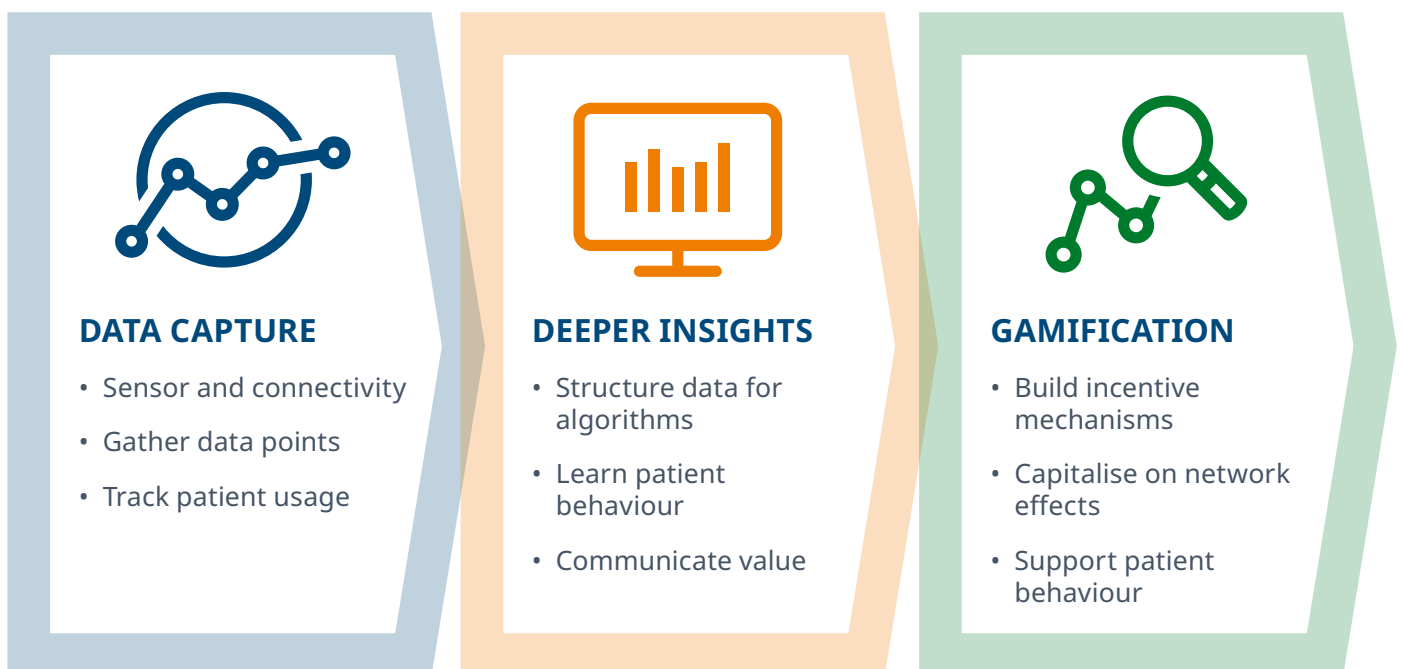 DATA CAPTURE
• Sensor and connectivity
• Gather data points
• Track patient usage
DEEPER INSIGHTS
• Structure data for
algorithms
• Learn patient
behaviour
• Communicate value
GAMIFICATION
• Build incentive
mechanisms
• Capitalise on network
effects
• Support patient
behaviour